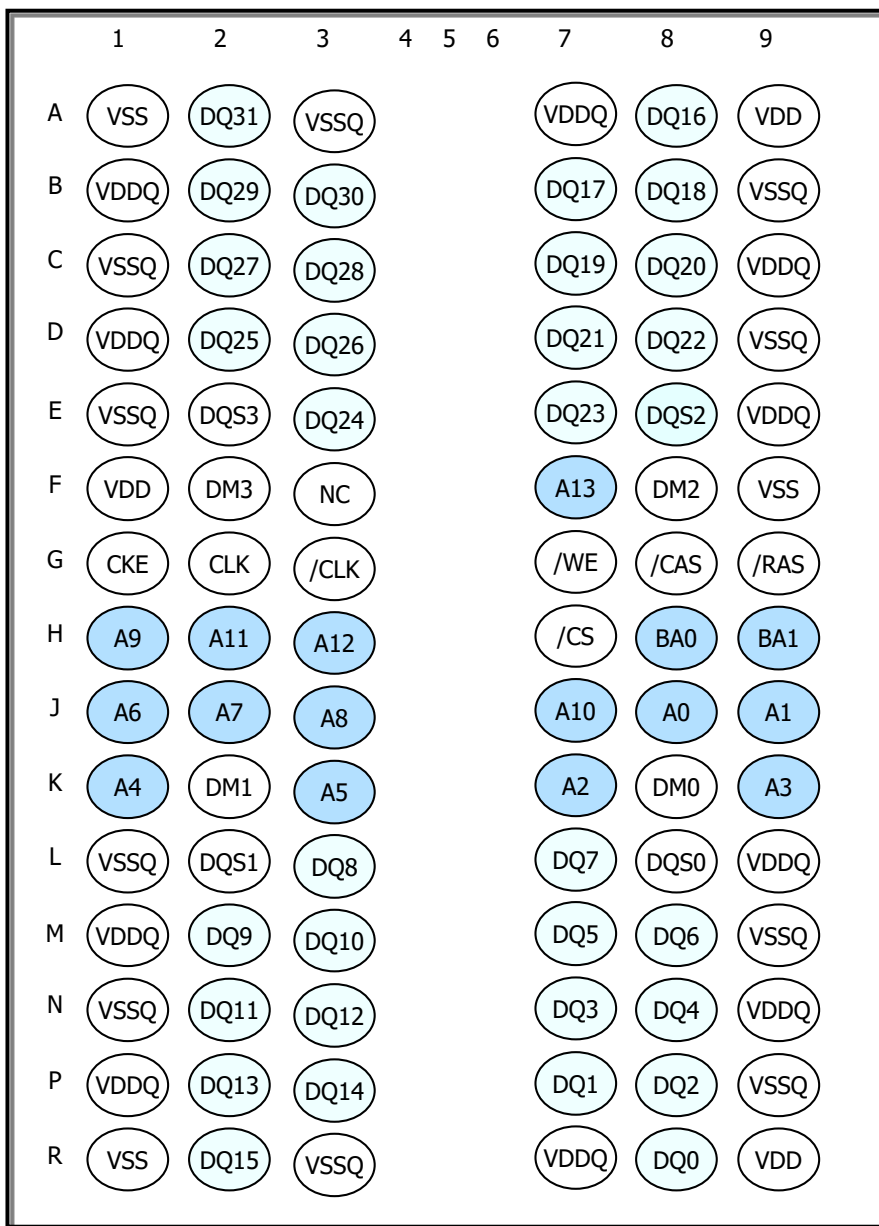 1 2 3 4 5 6 7 8 9
A VSS DQ31 VSSQ VDDQ DQ16 VDD
B VDDQ DQ29 DQ30 DQ17 DQ18 VSSQ
C VSSQ DQ27 DQ28 DQ19 DQ20 VDDQ
D VDDQ DQ25 DQ26 DQ21 DQ22 VSSQ
E VSSQ DQS3 DQ24 DQ23 DQS2 VDDQ
F VDD DM3 NC A13 DM2 VSS
G CKE CLK /CLK /WE /CAS /RAS
H A9 A11 A12 /CS BA0 BA1
J A6 A7 A8 A10 A0 A1
K A4 DM1 A5 A2 DM0 A3
L VSSQ DQS1 DQ8 DQ7 DQS0 VDDQ
M VDDQ DQ9 DQ10 DQ5 DQ6 VSSQ
N VSSQ DQ11 DQ12 DQ3 DQ4 VDDQ
P VDDQ DQ13 DQ14 DQ1 DQ2 VSSQ
R VSS DQ15 VSSQ VDDQ DQ0 VDD